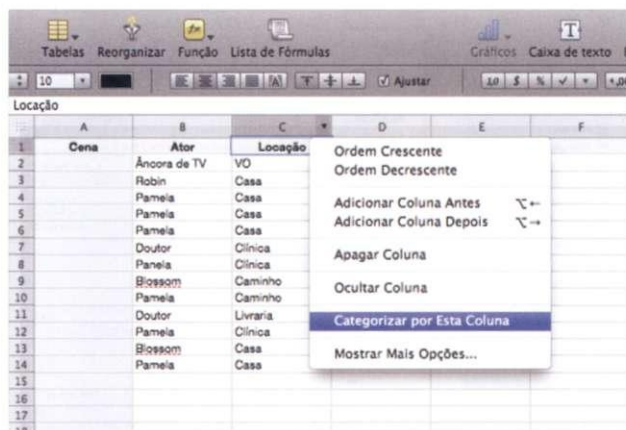 Tabelas Reorganizar Função Lista de Fórmulas Gráficos Caixa de texto
10 Ajustar 1.0 $ %
Locação
A B C D E F
1 Cena Ator Locação
2 Âncora de TV VO
3 Robin Casa
4 Pamela Casa
5 Pamela Casa
6 Pamela Casa
7 Doutor Clínica
8 Panela Clínica
9 Blossom Caminho
10 Pamela Caminho
11 Doutor Livraria
12 Pamela Clínica
13 Blossom Casa
14 Pamela Casa
15
16
17
Ordem Crescente
Ordem Decrescente
Adicionar Coluna Antes ⌥←
Adicionar Coluna Depois ⌥→
Apagar Coluna
Ocultar Coluna
Categorizar por Esta Coluna
Mostrar Mais Opções...